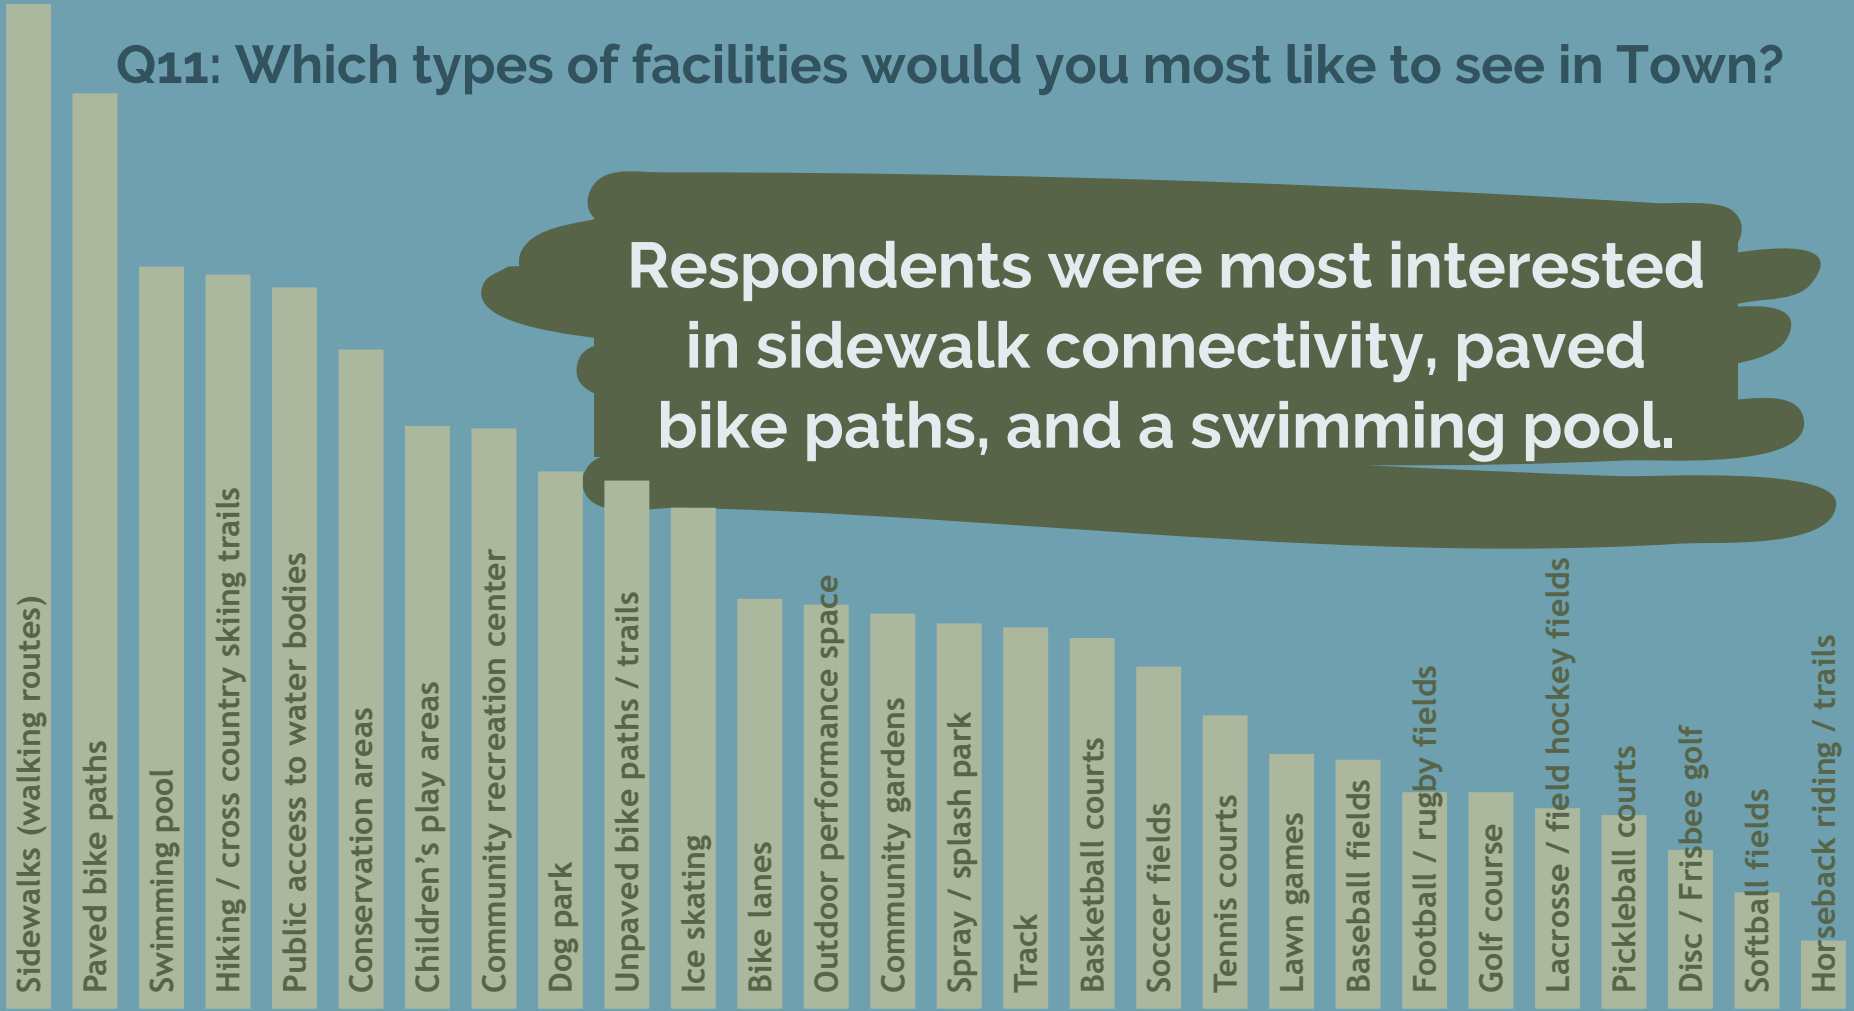 Q11: Which types of facilities would you most like to see in Town?
Respondents were most interested
in sidewalk connectivity, paved
bike paths, and a swimming pool.
Sidewalks (walking routes)
Paved bike paths
Swimming pool
Hiking / cross country skiing trails
Public access to water bodies
Conservation areas
Children's play areas
Community recreation center
Dog park
Unpaved bike paths / trails
Ice skating
Bike lanes
Outdoor performance space
Community gardens
Spray / splash park
Track
Basketball courts
Soccer fields
Tennis courts
Lawn games
Baseball fields
Football / rugby fields
Golf course
Lacrosse / field hockey fields
Pickleball courts
Disc / Frisbee golf
Softball fields
Horseback riding / trails